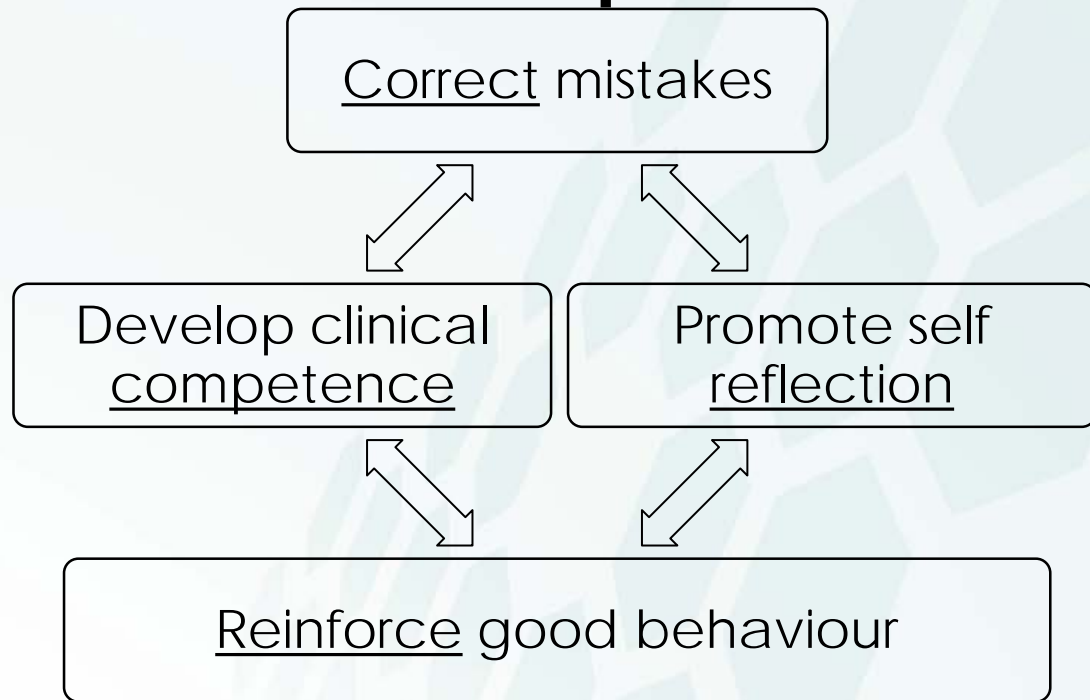 Correct mistakes
Develop clinical
competence
Promote self
reflection
Reinforce good behaviour